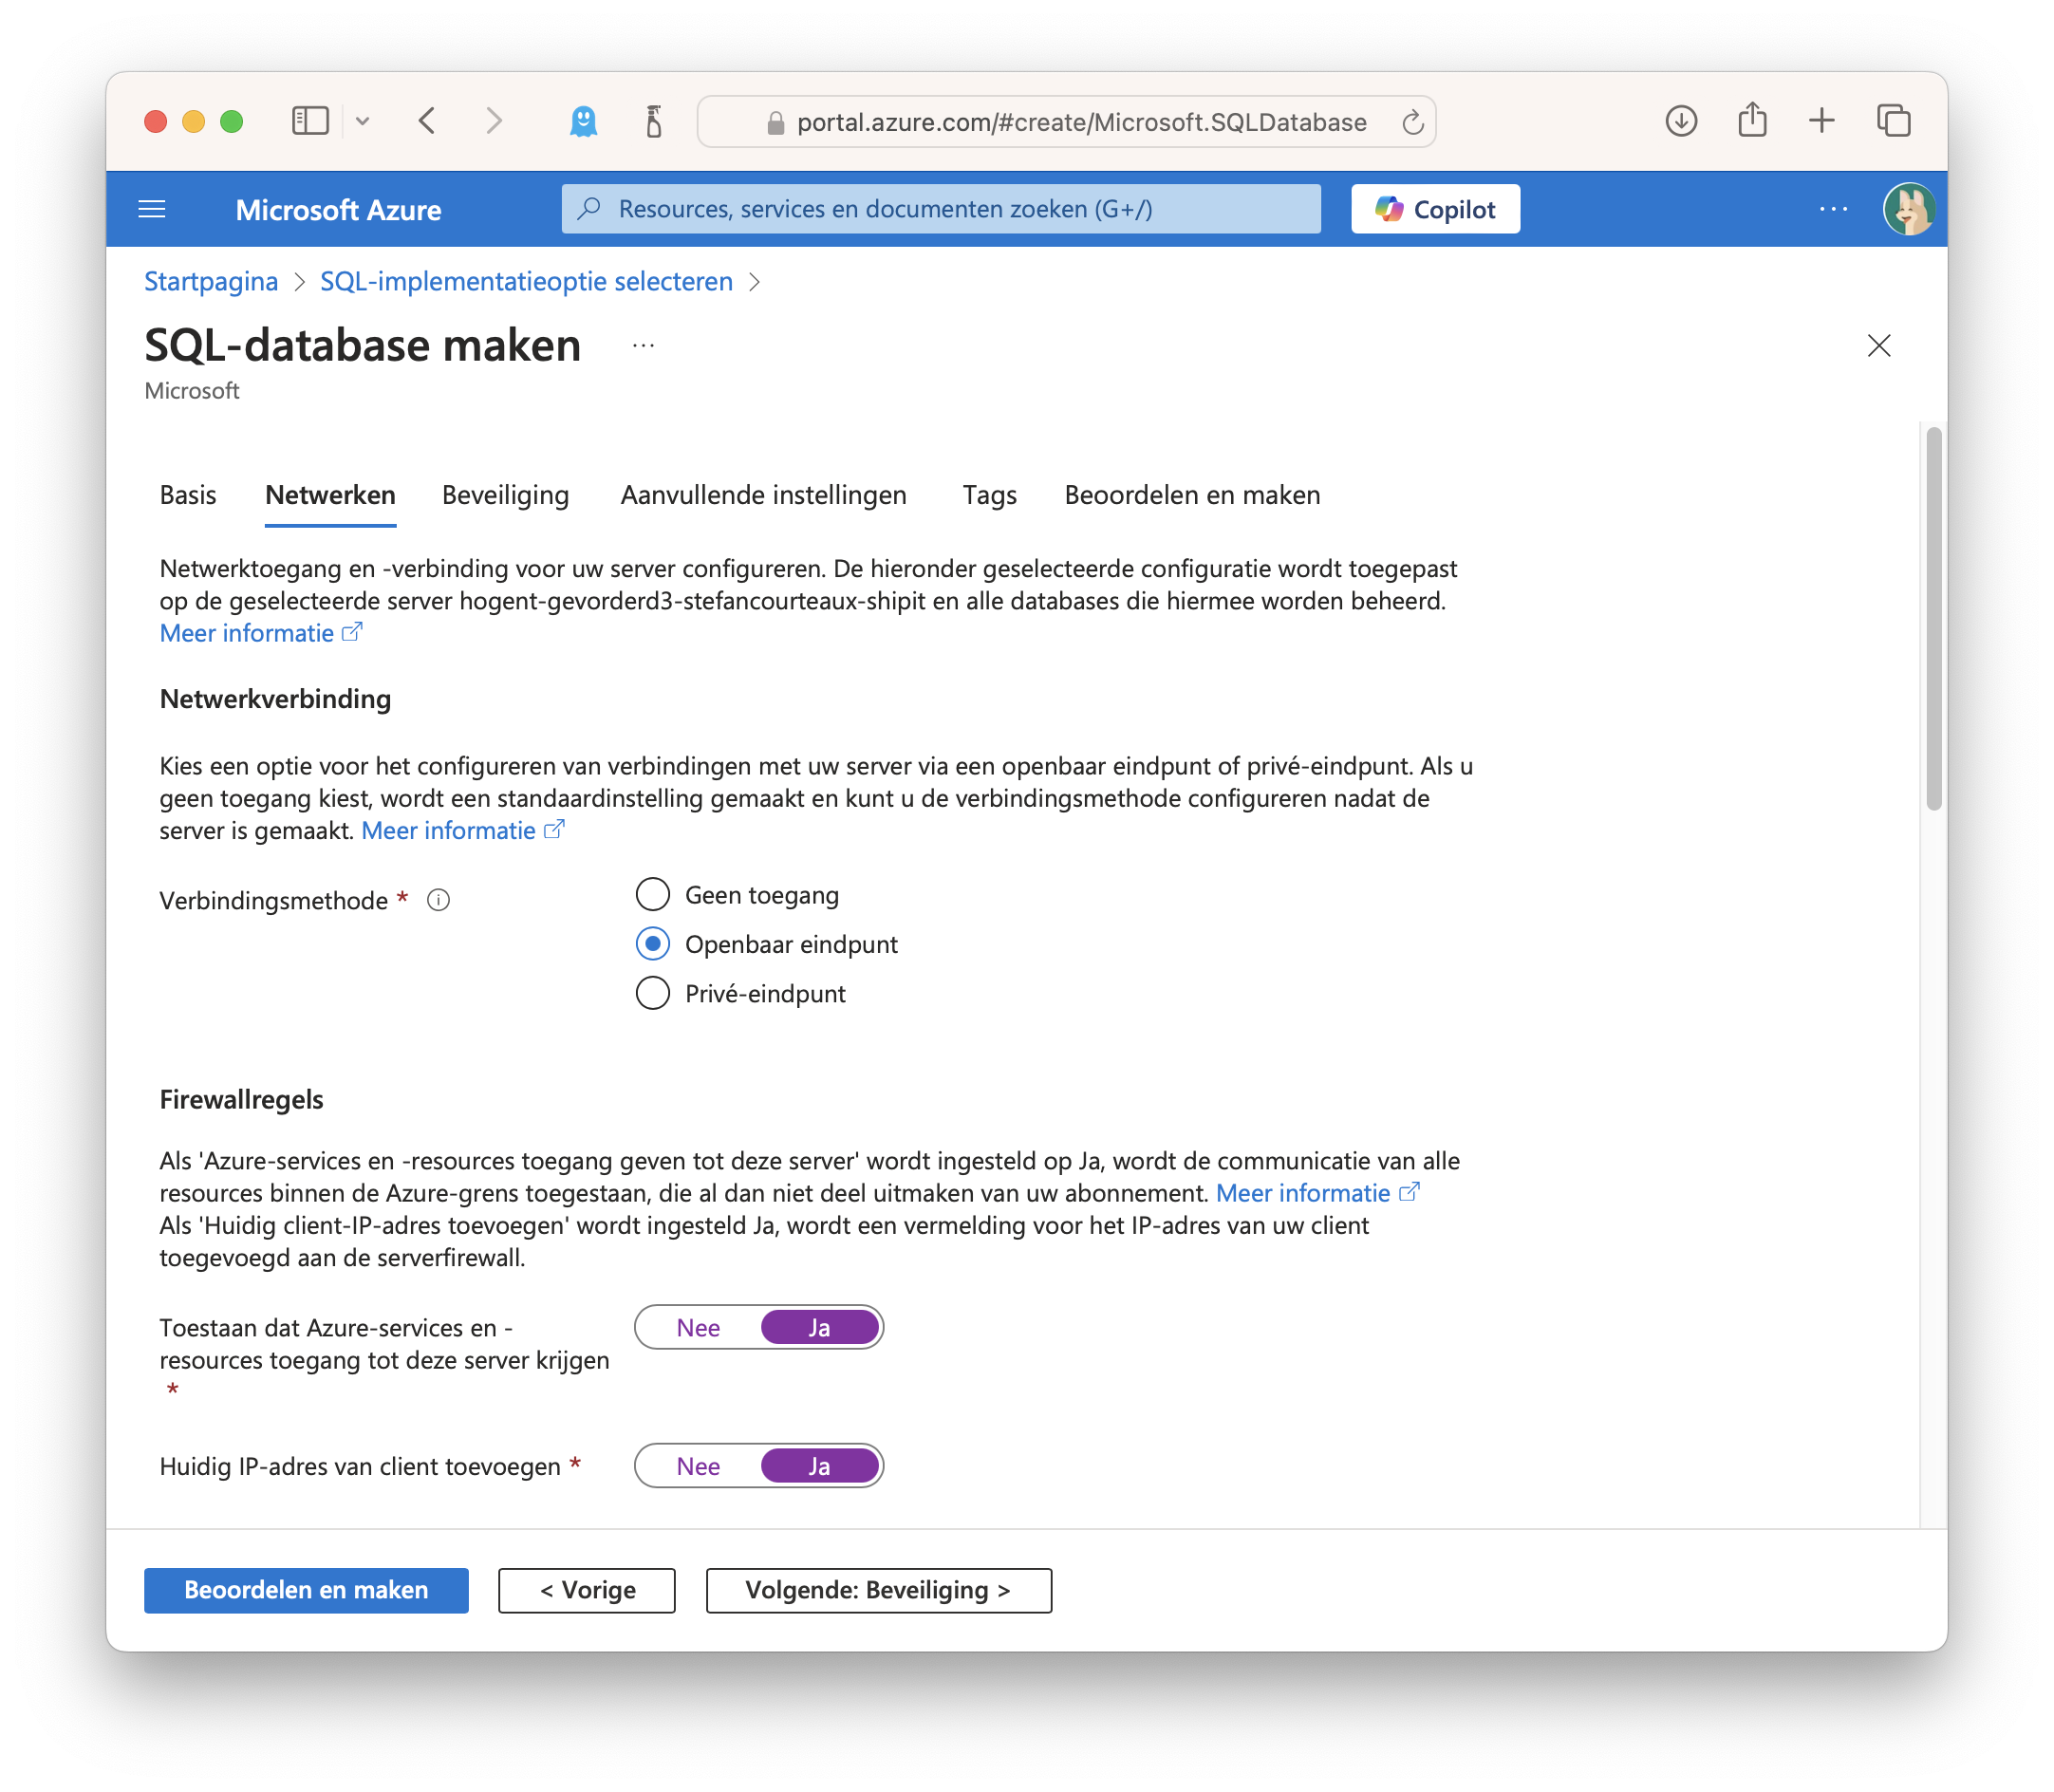 portal.azure.com/#create/Microsoft.SQLDatabase
Microsoft Azure
Resources, services en documenten zoeken (G+/)
Copilot
Startpagina > SQL-implementatieoptie selecteren >
SQL-database maken
Microsoft
Basis Netwerken Beveiliging Aanvullende instellingen Tags Beoordelen en maken
Netwerktoegang en -verbinding voor uw server configureren. De hieronder geselecteerde configuratie wordt toegepast
op de geselecteerde server hogent-gevorderd3-stefancourteaux-shipit en alle databases die hiermee worden beheerd.
Meer informatie
Netwerkverbinding
Kies een optie voor het configureren van verbindingen met uw server via een openbaar eindpunt of privé-eindpunt. Als u
geen toegang kiest, wordt een standaardinstelling gemaakt en kunt u de verbindingsmethode configureren nadat de
server is gemaakt. Meer informatie
Verbindingsmethode *
Geen toegang
Openbaar eindpunt
Privé-eindpunt
Firewallregels
Als 'Azure-services en -resources toegang geven tot deze server' wordt ingesteld op Ja, wordt de communicatie van alle
resources binnen de Azure-grens toegestaan, die al dan niet deel uitmaken van uw abonnement. Meer informatie
Als 'Huidig client-IP-adres toevoegen' wordt ingesteld Ja, wordt een vermelding voor het IP-adres van uw client
toegevoegd aan de serverfirewall.
Toestaan dat Azure-services en -
resources toegang tot deze server krijgen
*
Nee Ja
Huidig IP-adres van client toevoegen *
Nee Ja
Beoordelen en maken
< Vorige
Volgende: Beveiliging >